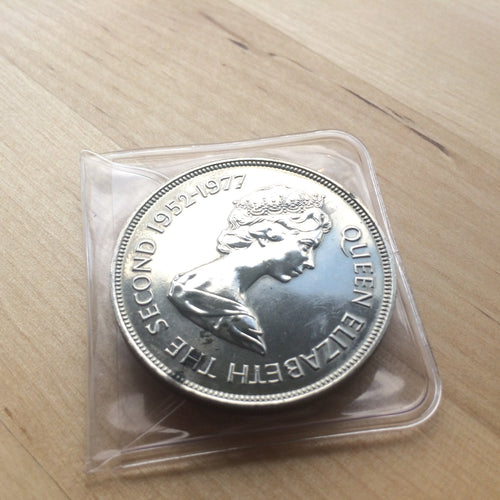 QUEEN ELIZABETH THE SECOND 1952-1977